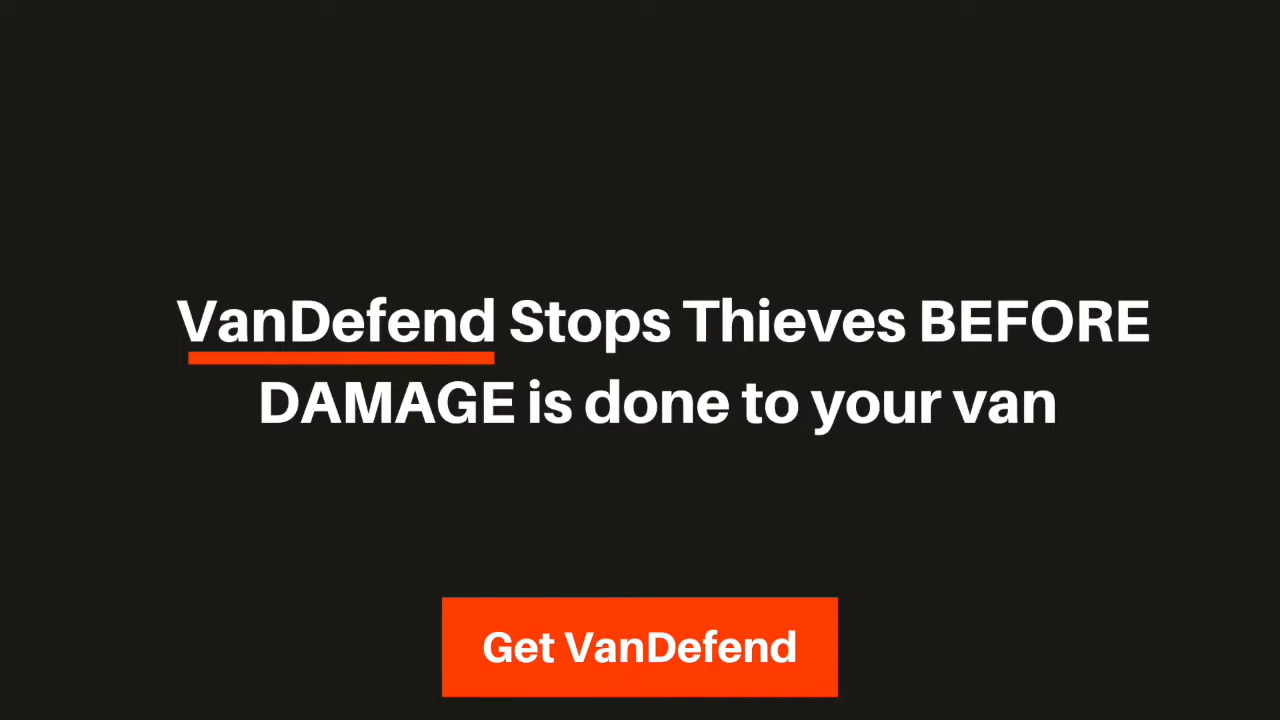 VanDefend Stops Thieves BEFORE
DAMAGE is done to your van
Get VanDefend